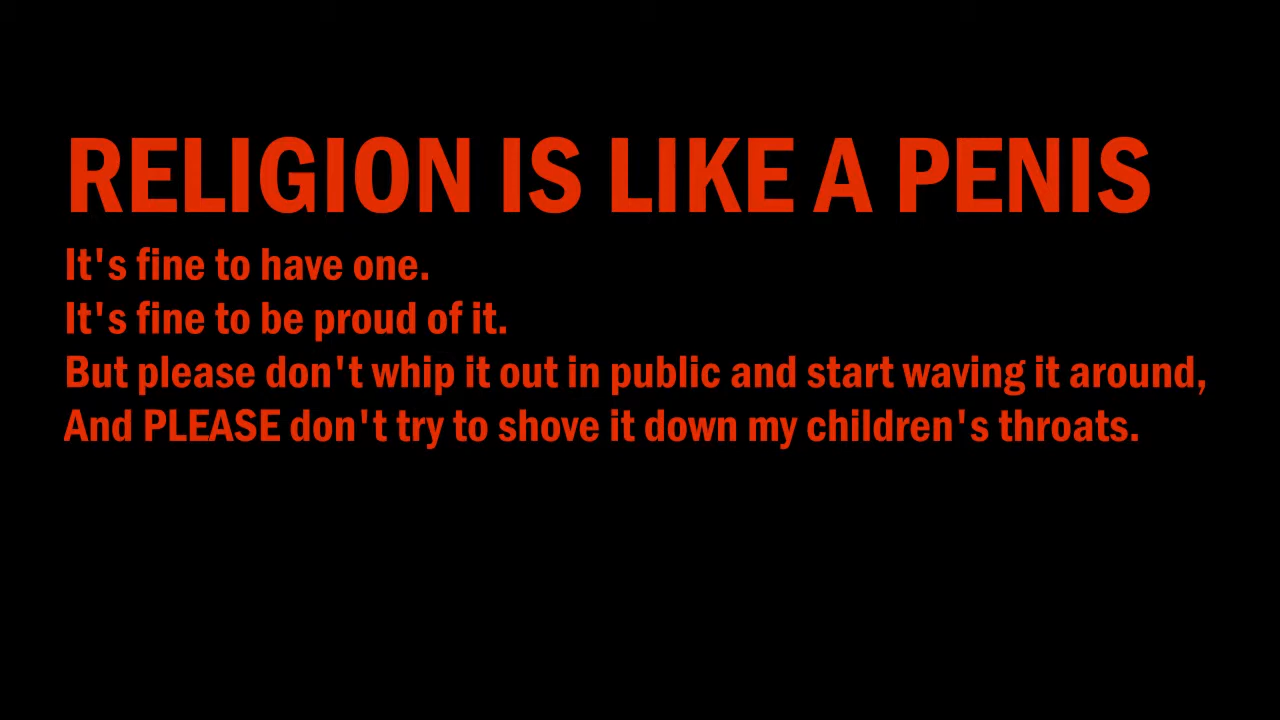 RELIGION IS LIKE A PENIS
It's fine to have one.
It's fine to be proud of it.
But please don't whip it out in public and start waving it around,
And PLEASE don't try to shove it down my children's throats.